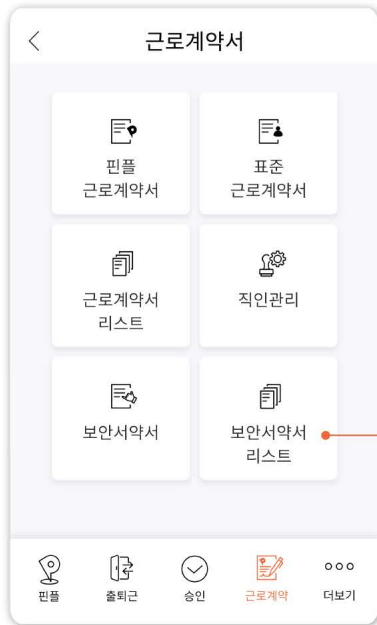 근로계약서
핀플
근로계약서
표준
근로계약서
근로계약서
리스트
직인관리
보안서약서
보안서약서
리스트
핀플
출퇴근
승인
근로계약
더보기